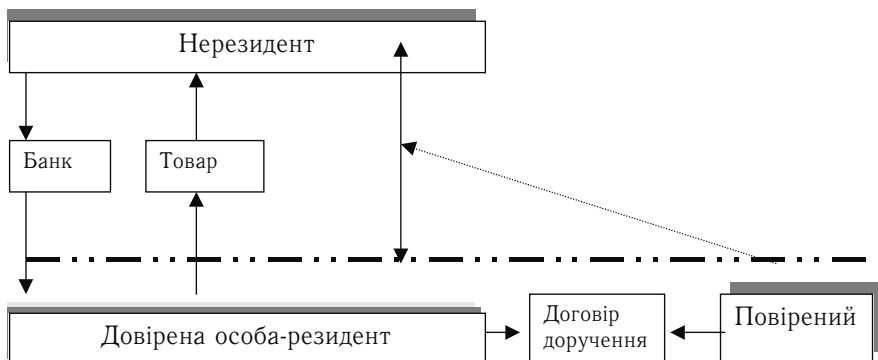 Нерезидент
Банк
Товар
Довірена особа-резидент
Договір
доручення
Повірений